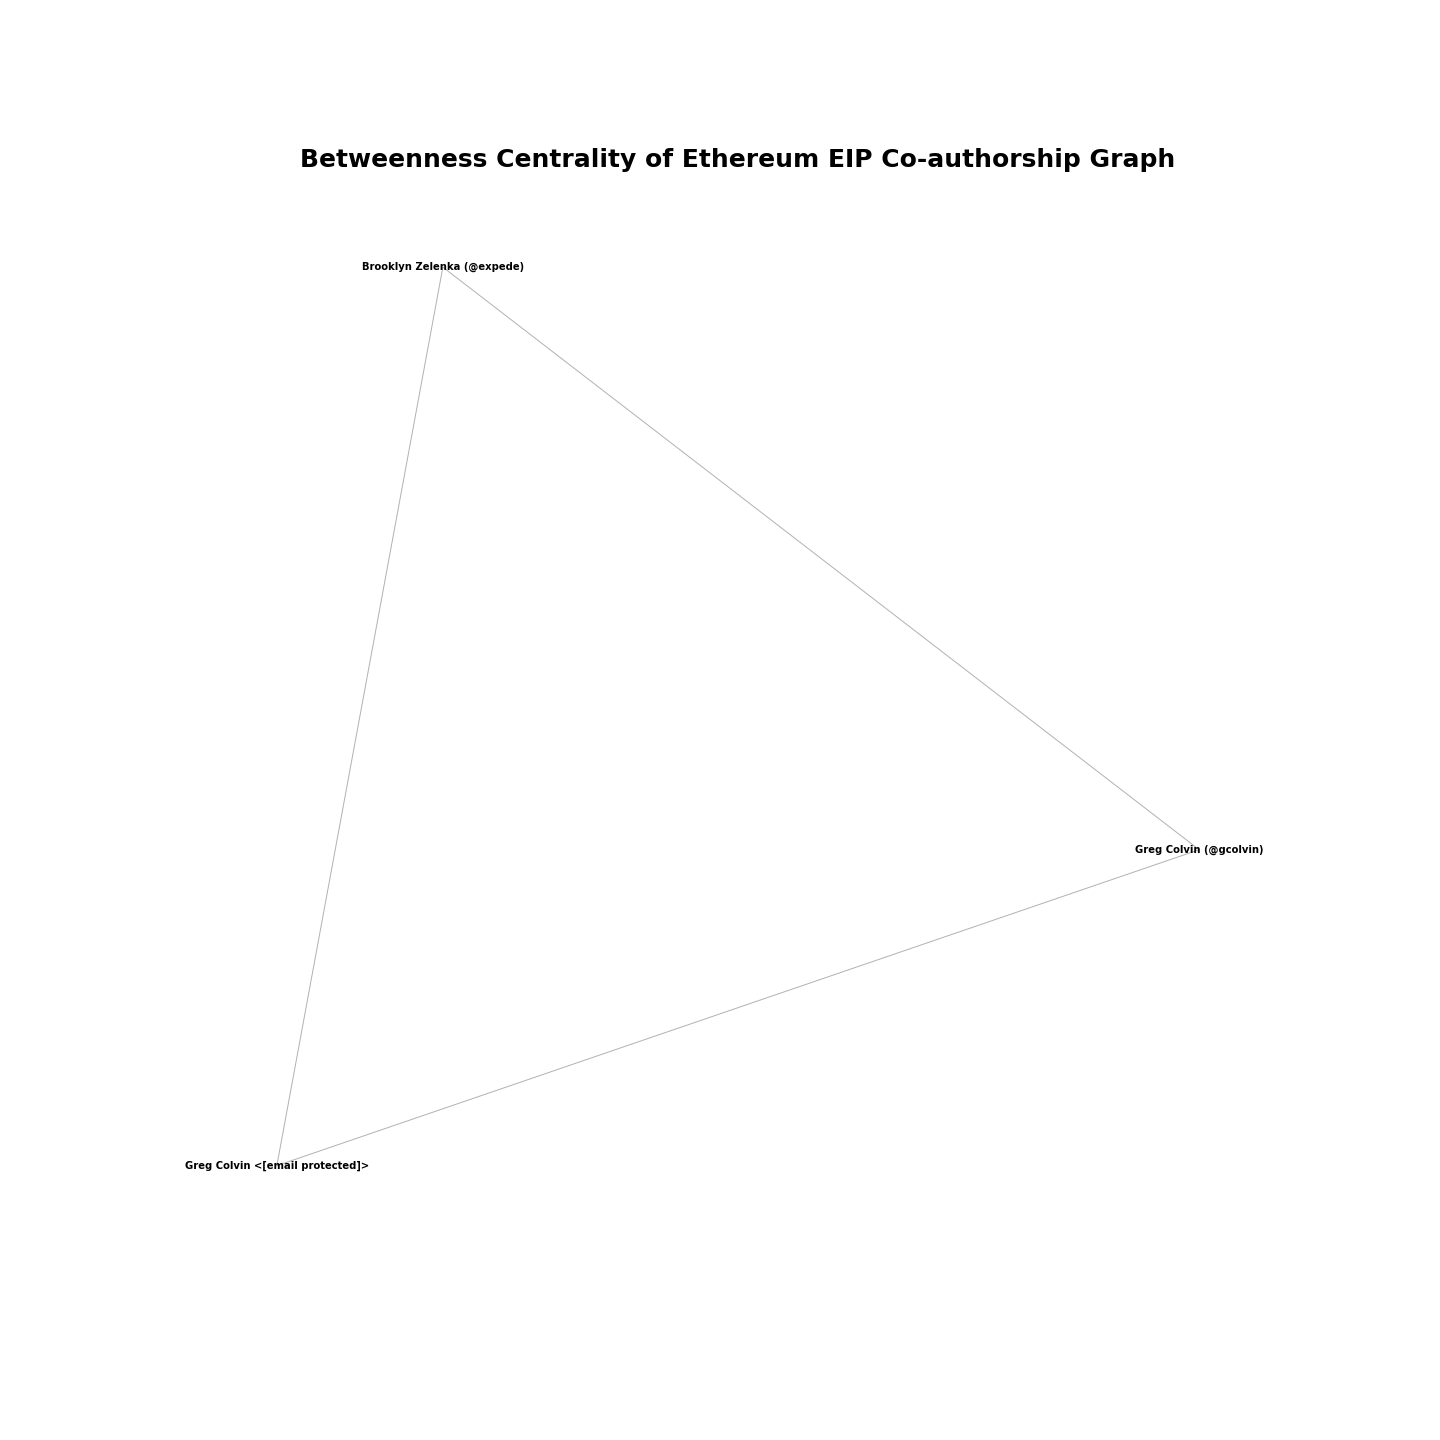 Betweenness Centrality of Ethereum EIP Co-authorship Graph
Brooklyn Zelenka (@expede)
Greg Colvin (@gcolvin)
Greg Colvin <[email protected]>